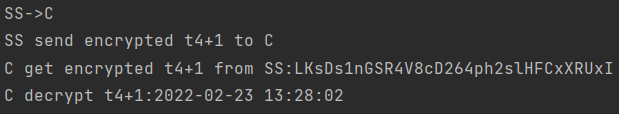 SS->C
SS send encrypted t4+1 to C
C get encrypted t4+1 from SS:LKsDs1nGSR4V8cD264ph2slHFCxXRUxI
C decrypt t4+1:2022-02-23 13:28:02